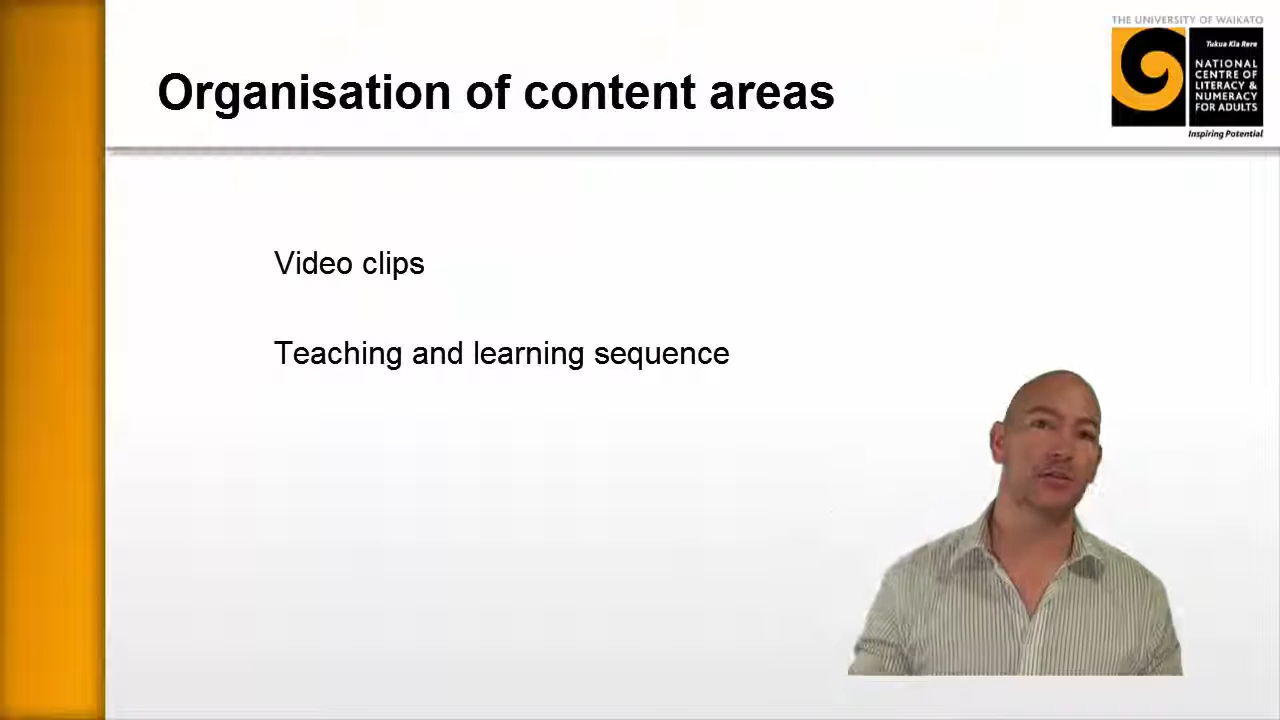 THE UNIVERSITY OF WAIKATO
Tukua Kia Rere
NATIONAL
CENTRE OF
LITERACY &
NUMERACY
FOR ADULTS
Inspiring Potential
Organisation of content areas
Video clips
Teaching and learning sequence